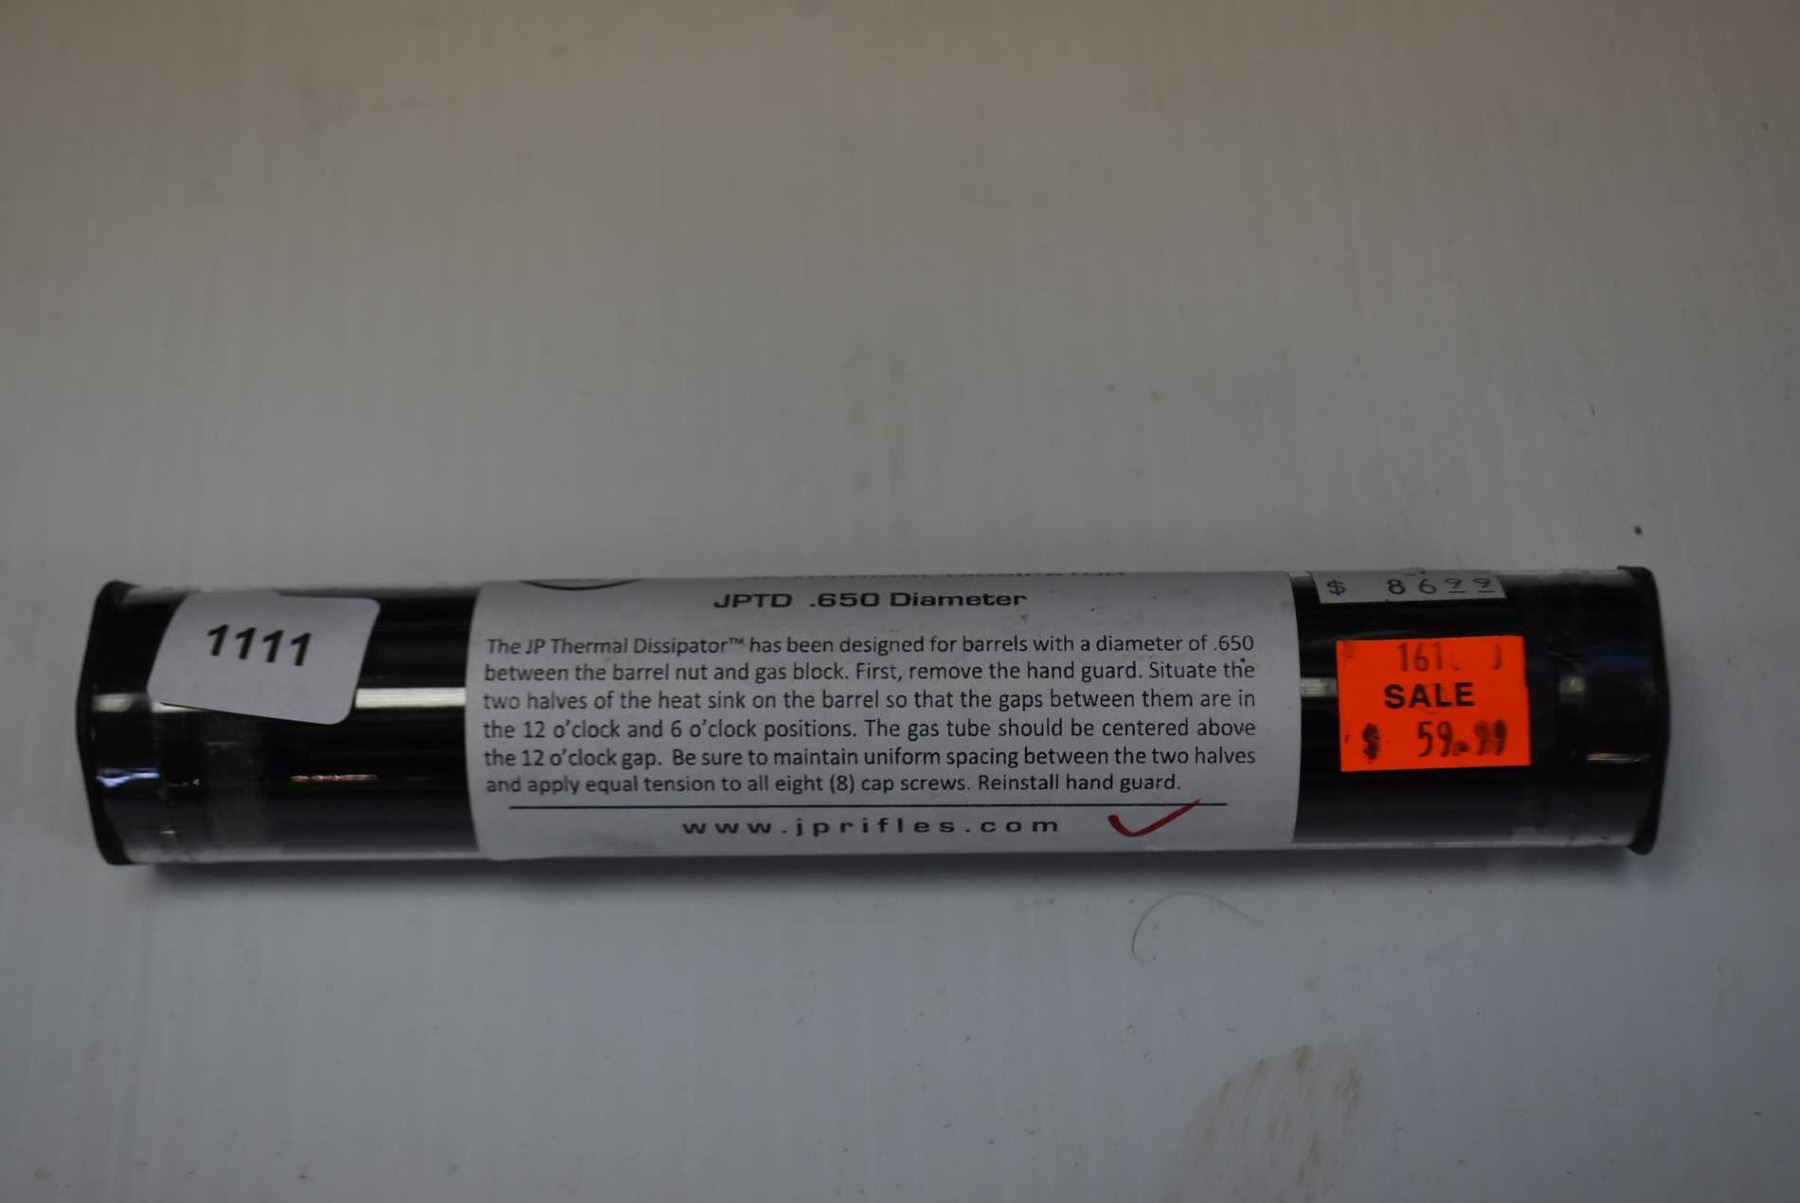 1111
JPTD .650 Diameter
The JP Thermal Dissipator™ has been designed for barrels with a diameter of .650
between the barrel nut and gas block. First, remove the hand guard. Situate the
two halves of the heat sink on the barrel so that the gaps between them are in
the 12 o'clock and 6 o'clock positions. The gas tube should be centered above
the 12 o'clock gap. Be sure to maintain uniform spacing between the two halves
and apply equal tension to all eight (8) cap screws. Reinstall hand guard.
www.jprifles.com
$ 8699
SALE
$ 59.99